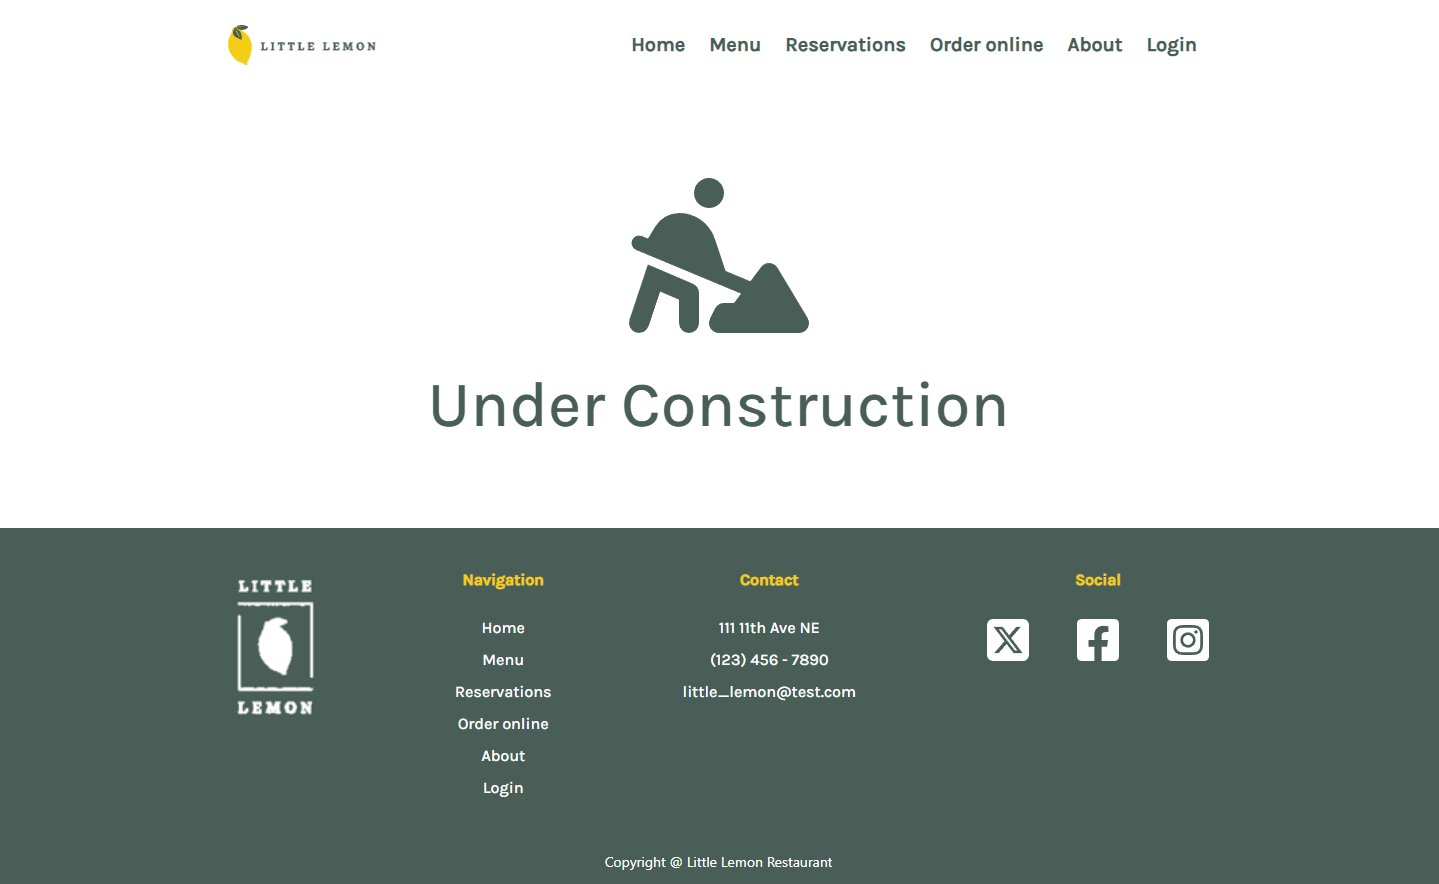 LITTLE LEMON
Home Menu Reservations Order online About Login
Under Construction
LITTLE
LEMON
Navigation
Home
Menu
Reservations
Order online
About
Login
Contact
111 11th Ave NE
(123) 456 - 7890
little_lemon@test.com
Social
Copyright @ Little Lemon Restaurant